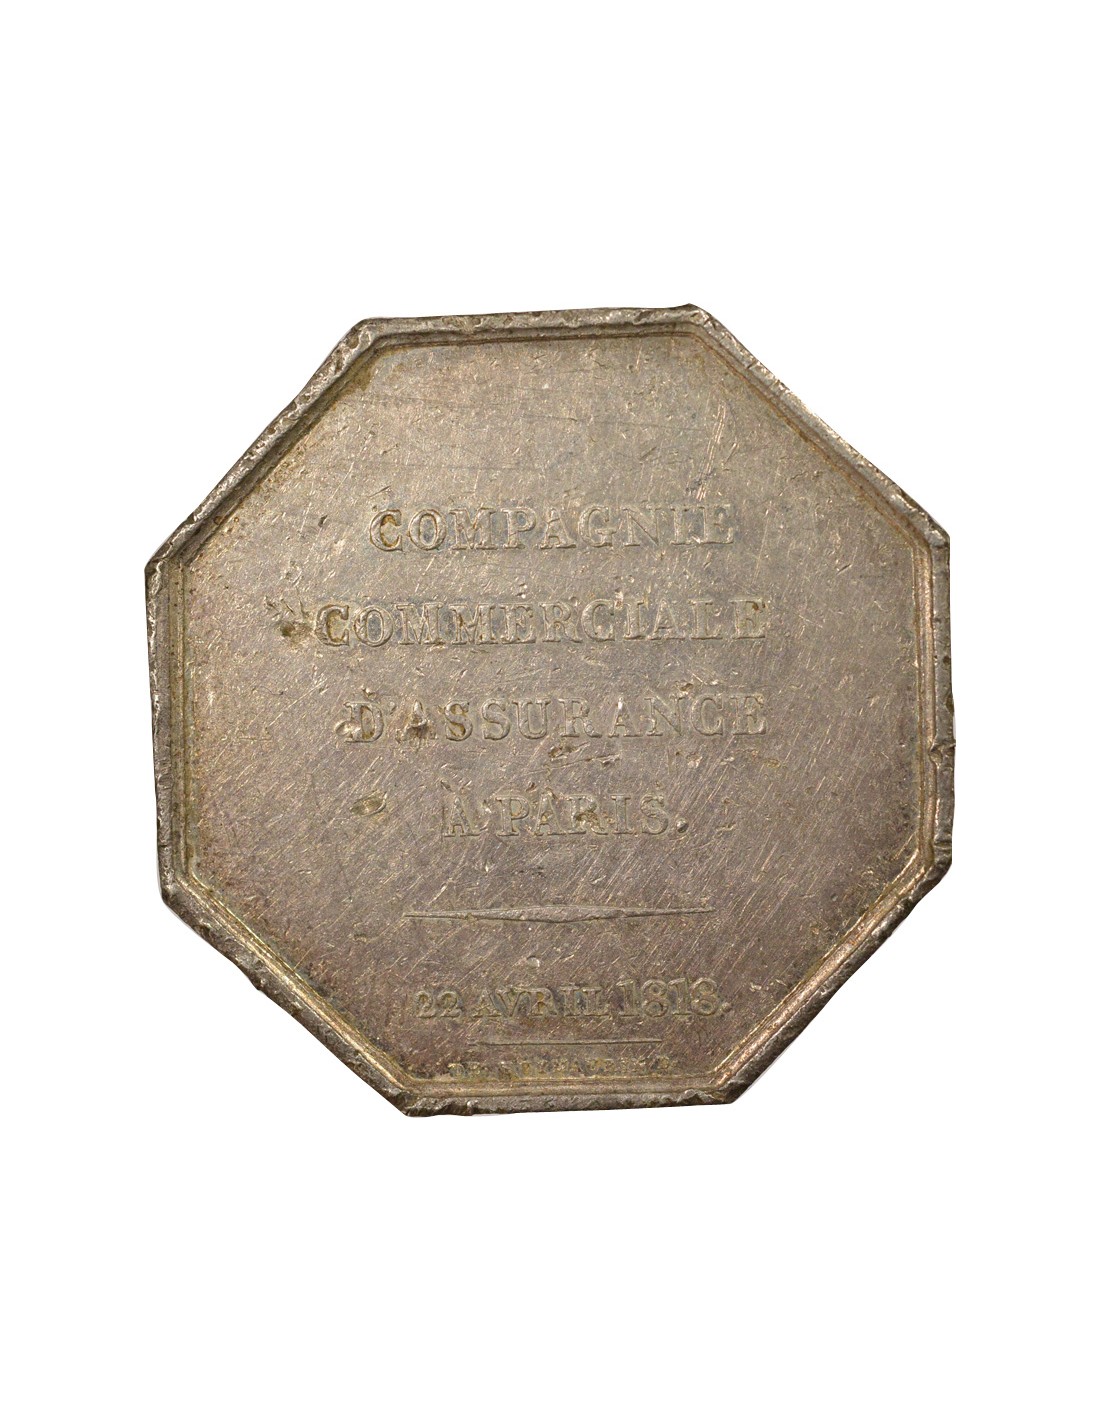 COMPAGNIE
COMMERCIALE
D'ASSURANCE
À PARIS.
22 AVRIL 1818.